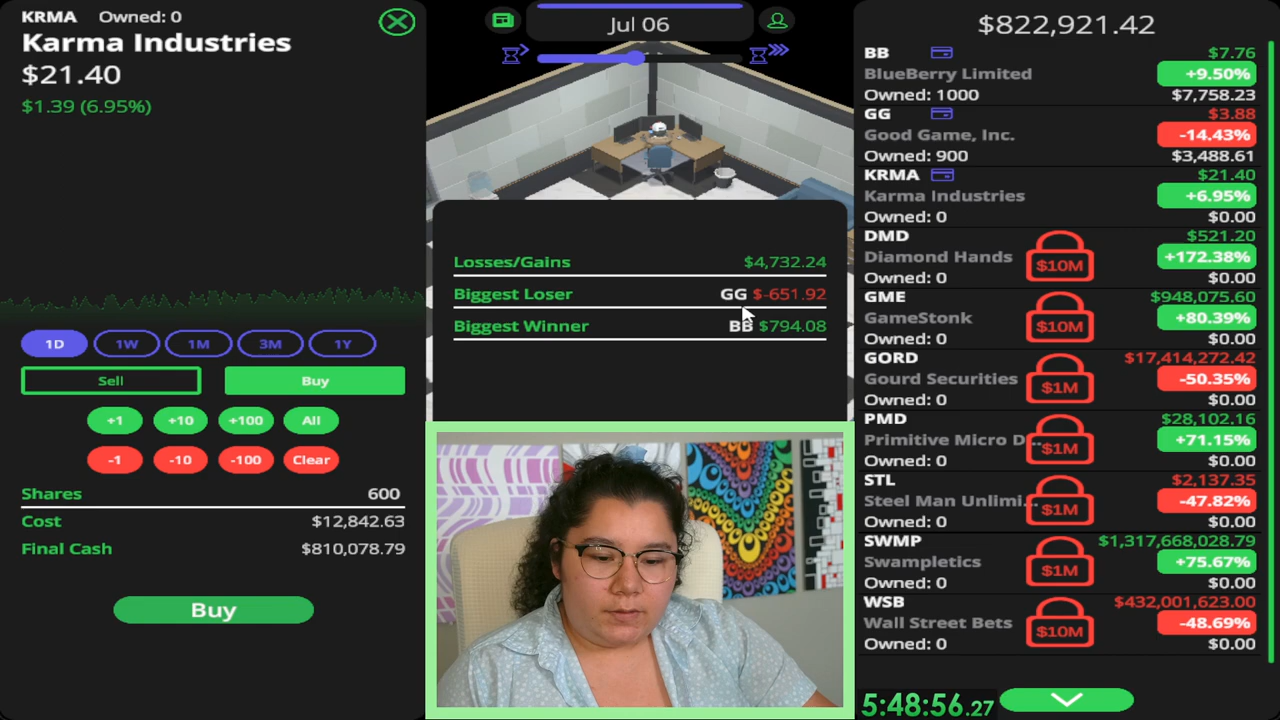 KRMA Owned: 0
Karma Industries
$21.40
$1.39 (6.95%)
1D 1W 1M 3M 1Y
Sell Buy
+1 +10 +100 All
-1 -10 -100 Clear
Shares 600
Cost $12,842.63
Final Cash $810,078.79
Buy
Jul 06
Losses/Gains $4,732.24
Biggest Loser GG $-651.92
Biggest Winner BB $794.08
$822,921.42
BB $7.76
BlueBerry Limited +9.50%
Owned: 1000 $7,758.23
GG $3.88
Good Game, Inc. -14.43%
Owned: 900 $3,488.61
KRMA $21.40
Karma Industries +6.95%
Owned: 0 $0.00
DMD $521.20
Diamond Hands $10M +172.38%
Owned: 0 $0.00
GME $948,075.60
GameStonk $10M +80.39%
Owned: 0 $0.00
GORD $17,414,272.42
Gourd Securities $1M -50.35%
Owned: 0 $0.00
PMD $28,102.16
Primitive Micro D... $1M +71.15%
Owned: 0 $0.00
STL $2,137.35
Steel Man Unlimi... $1M -47.82%
Owned: 0 $0.00
SWMP $1,317,668,028.79
Swampletics $1M +75.67%
Owned: 0 $0.00
WSB $432,001,623.00
Wall Street Bets $10M -48.69%
Owned: 0 $0.00
5:48:56.27